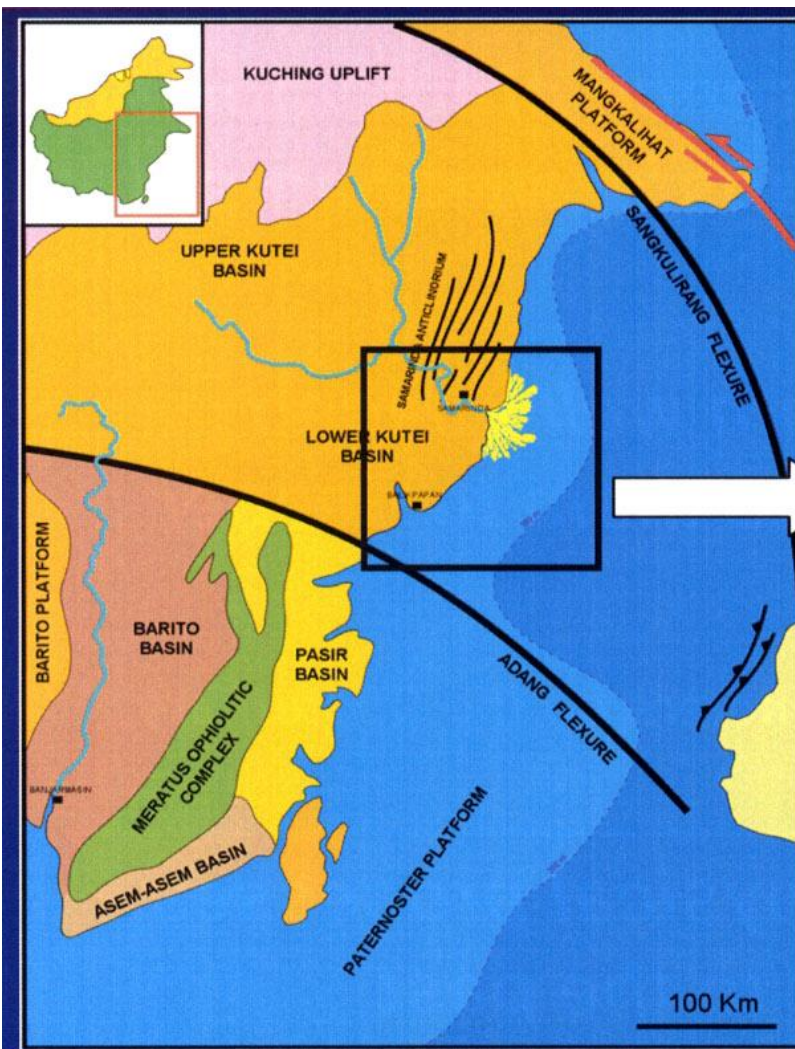 KUCHING UPLIFT
MANGKALIHAT
PLATFORM
UPPER KUTEI
BASIN
SAMARINDA ANTICLINORIUM
SANGKULIRANG FLEXURE
SAMARINDA
LOWER KUTEI
BASIN
BALIKPAPAN
BARITO PLATFORM
BARITO
BASIN
PASIR
BASIN
ADANG FLEXURE
MERATUS OPHIOLITIC
COMPLEX
BANJARMASIN
ASEM-ASEM BASIN
PATERNOSTER PLATFORM
100 Km